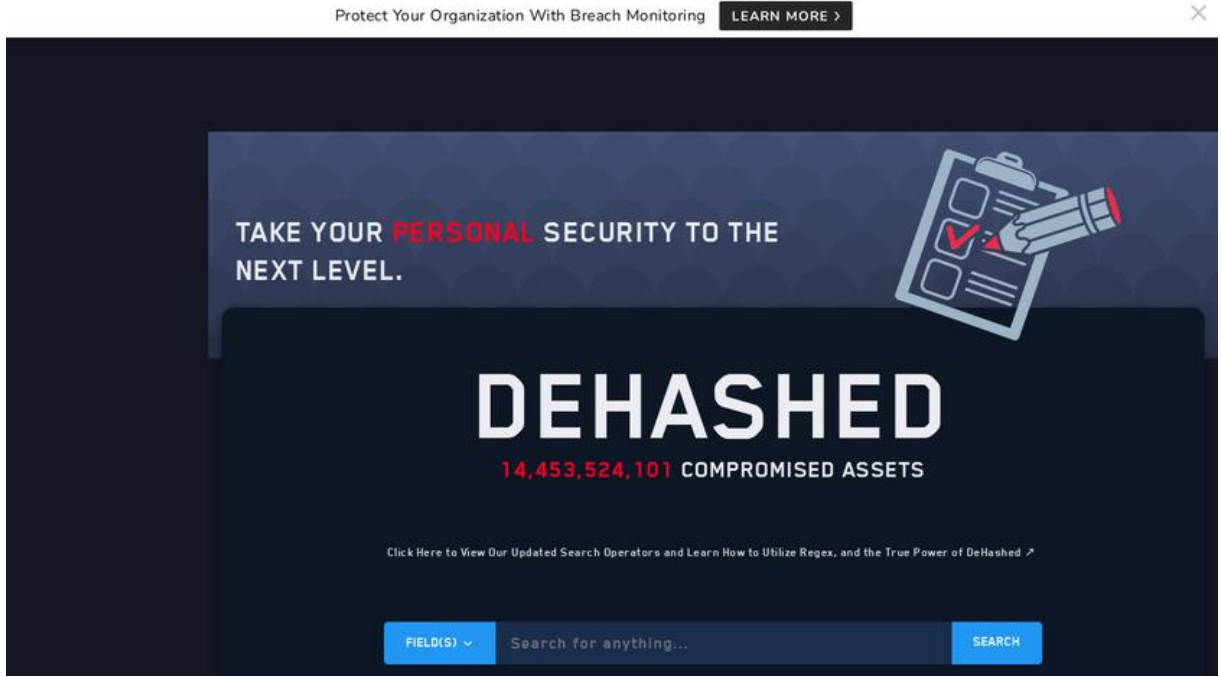 Protect Your Organization With Breach Monitoring LEARN MORE >
TAKE YOUR PERSONAL SECURITY TO THE
NEXT LEVEL.
DEHASHED
14,453,524,101 COMPROMISED ASSETS
Click Here to View Our Updated Search Operators and Learn How to Utilize Regex, and the True Power of DeHashed ↗
FIELD(S) Search for anything... SEARCH